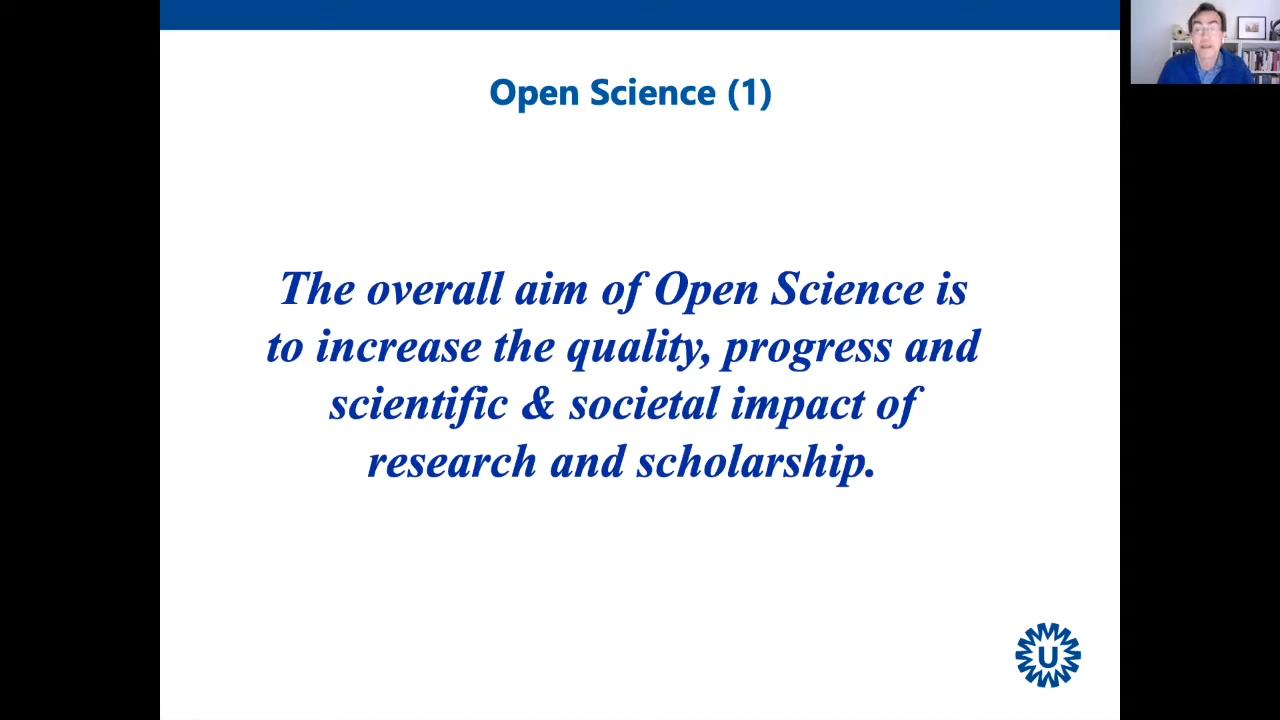 Open Science (1)
The overall aim of Open Science is
to increase the quality, progress and
scientific & societal impact of
research and scholarship.
U